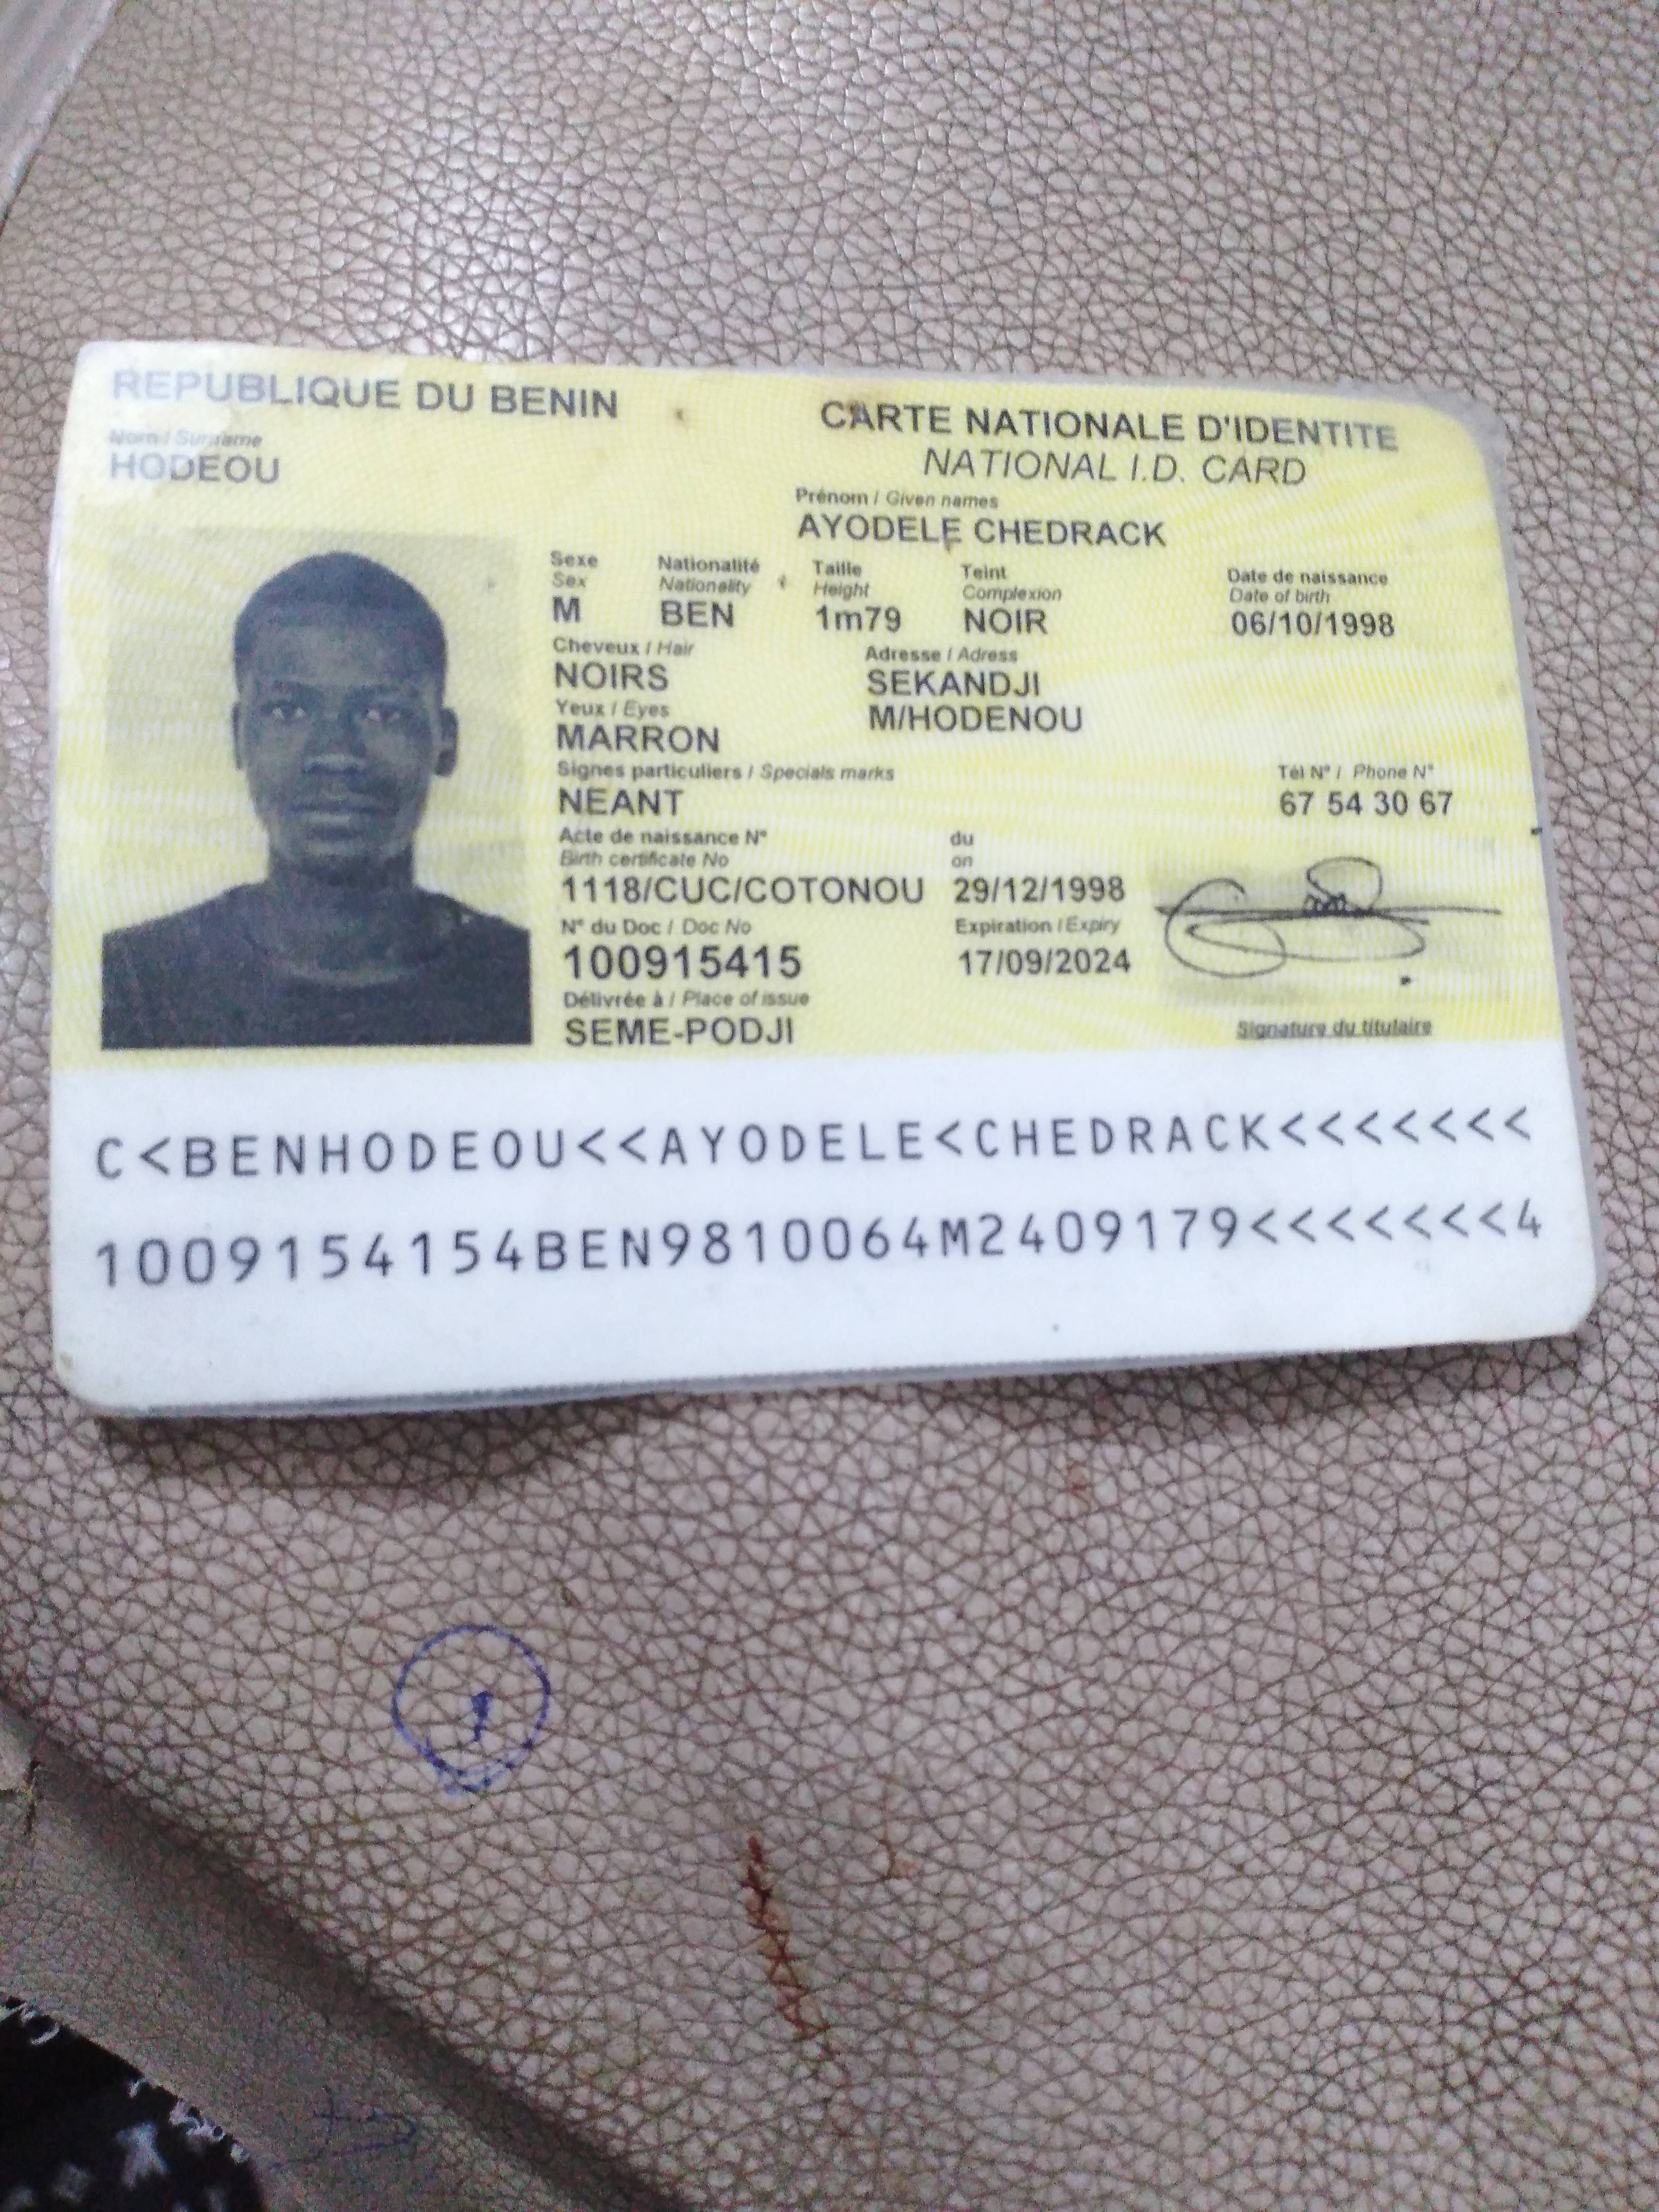 REPUBLIQUE DU BENIN
CARTE NATIONALE D'IDENTITE
NATIONAL I.D. CARD
Nom / Surname
HODEOU
Prénom / Given names
AYODELE CHEDRACK
Sexe Nationalité Taille Teint Date de naissance
Sex Nationality Height Complexion Date of birth
M BEN 1m79 NOIR 06/10/1998
Cheveux / Hair Adresse / Adress
NOIRS SEKANDJI
Yeux / Eyes M/HODENOU
MARRON
Signes particuliers / Specials marks Tél N° / Phone N°
NEANT 67 54 30 67
Acte de naissance N° du
Birth certificate No on
1118/CUC/COTONOU 29/12/1998
N° du Doc / Doc No Expiration / Expiry
100915415 17/09/2024
Délivrée à / Place of issue
SEME-PODJI Signature du titulaire
C<BENHODEOU<<AYODELE<CHEDRACK<<<<<<<
1009154154BEN9810064M2409179<<<<<<<4